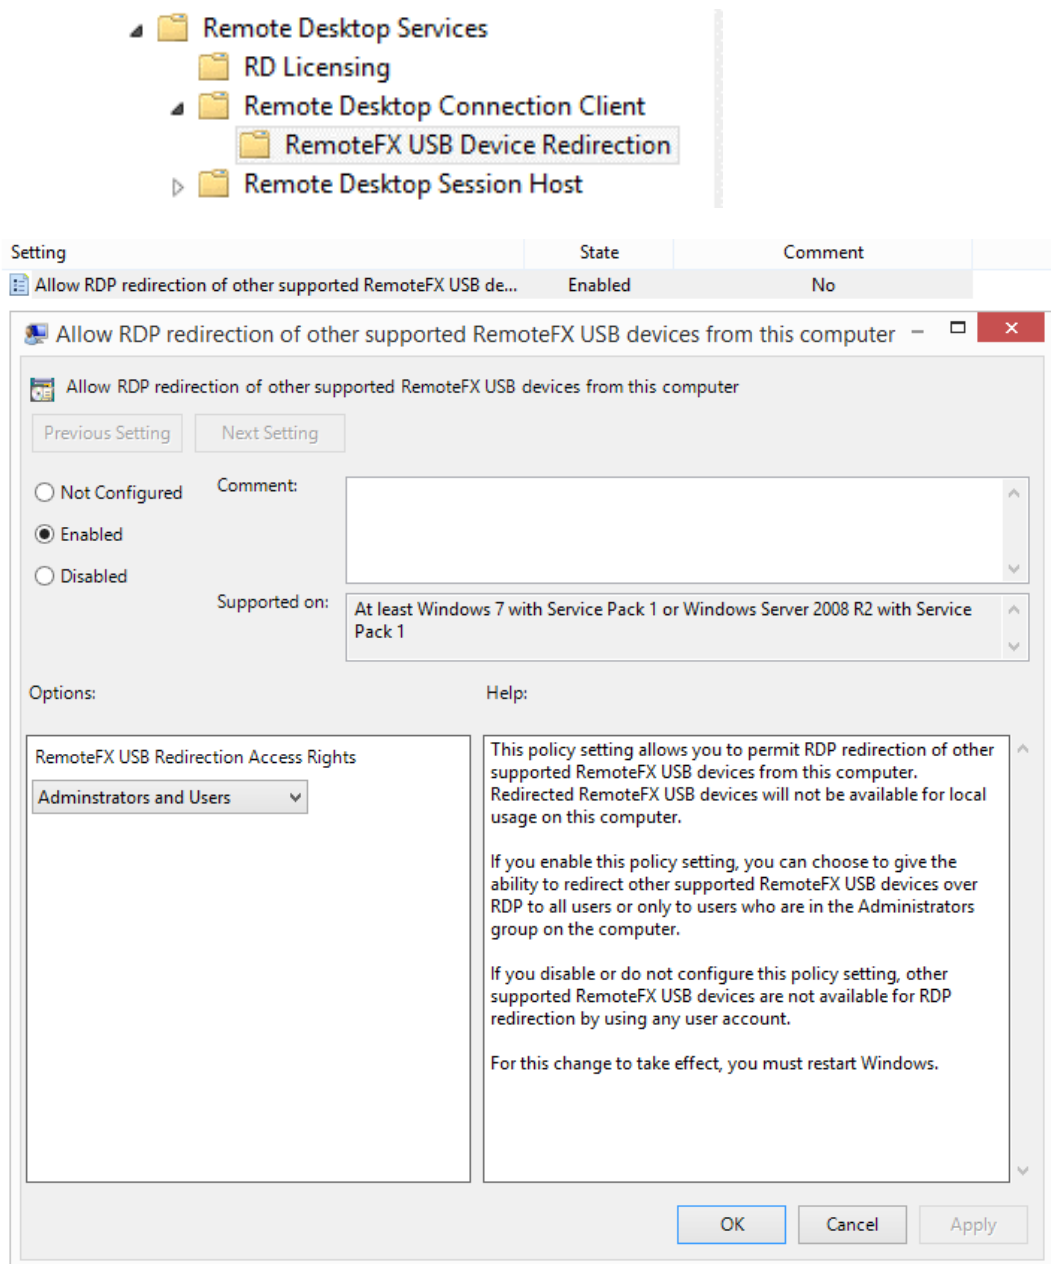 Remote Desktop Services
RD Licensing
Remote Desktop Connection Client
RemoteFX USB Device Redirection
Remote Desktop Session Host
Setting State Comment
Allow RDP redirection of other supported RemoteFX USB de... Enabled No
Allow RDP redirection of other supported RemoteFX USB devices from this computer
Allow RDP redirection of other supported RemoteFX USB devices from this computer
Previous Setting Next Setting
Not Configured Comment:
Enabled
Disabled
Supported on: At least Windows 7 with Service Pack 1 or Windows Server 2008 R2 with Service
Pack 1
Options: Help:
RemoteFX USB Redirection Access Rights
Adminstrators and Users
This policy setting allows you to permit RDP redirection of other
supported RemoteFX USB devices from this computer.
Redirected RemoteFX USB devices will not be available for local
usage on this computer.
If you enable this policy setting, you can choose to give the
ability to redirect other supported RemoteFX USB devices over
RDP to all users or only to users who are in the Administrators
group on the computer.
If you disable or do not configure this policy setting, other
supported RemoteFX USB devices are not available for RDP
redirection by using any user account.
For this change to take effect, you must restart Windows.
OK Cancel Apply